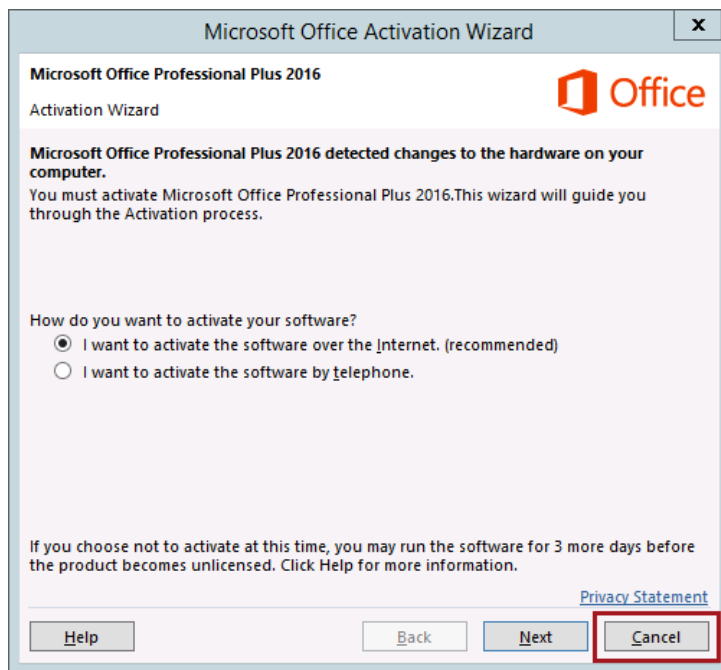 Microsoft Office Activation Wizard
x
Microsoft Office Professional Plus 2016
Office
Activation Wizard
Microsoft Office Professional Plus 2016 detected changes to the hardware on your
computer.
You must activate Microsoft Office Professional Plus 2016.This wizard will guide you
through the Activation process.
How do you want to activate your software?
I want to activate the software over the Internet. (recommended)
I want to activate the software by telephone.
If you choose not to activate at this time, you may run the software for 3 more days before
the product becomes unlicensed. Click Help for more information.
Privacy Statement
Help
Back
Next
Cancel